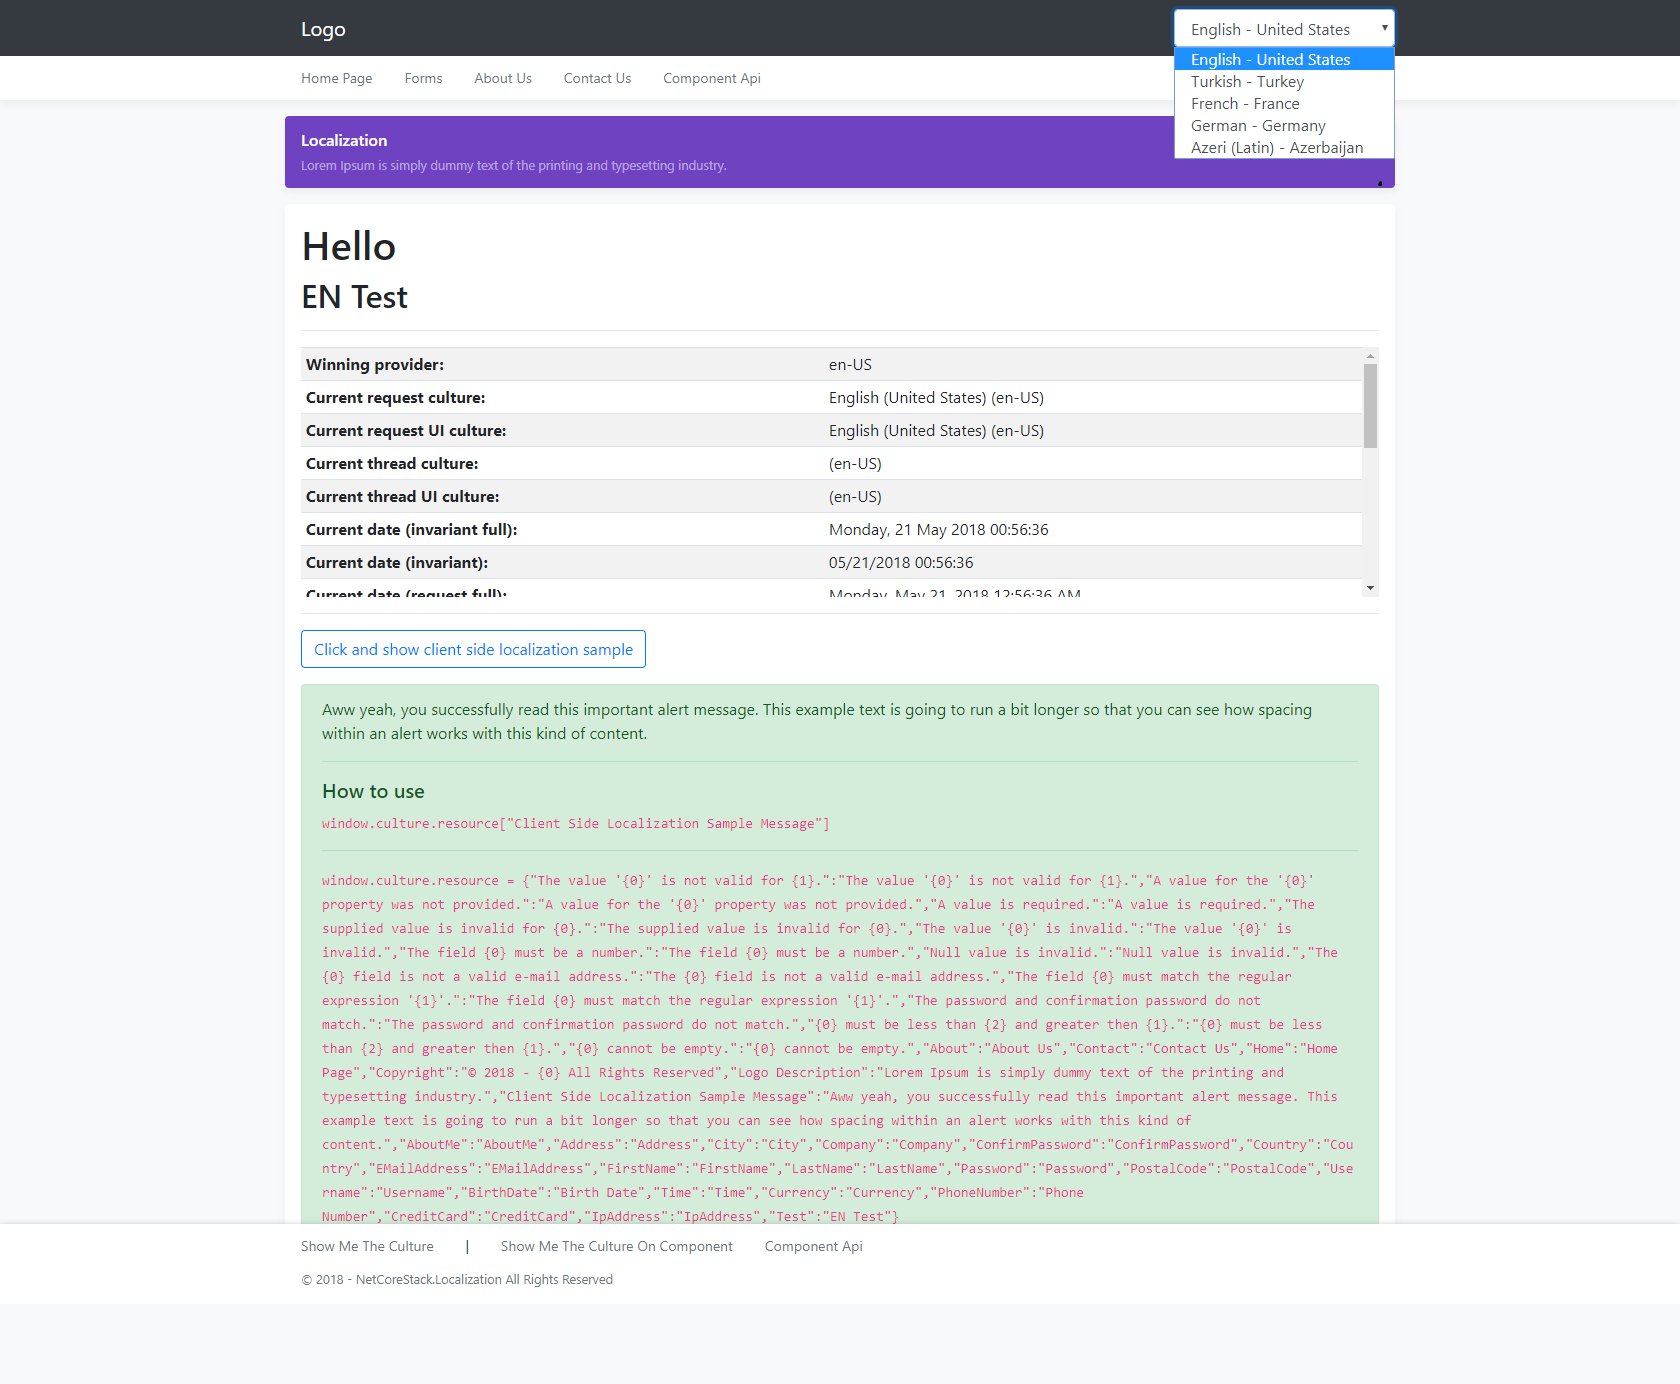 Logo
English - United States
English - United States
Turkish - Turkey
French - France
German - Germany
Azeri (Latin) - Azerbaijan
Home Page Forms About Us Contact Us Component Api
Localization
Lorem Ipsum is simply dummy text of the printing and typesetting industry.
Hello
EN Test
Winning provider: en-US
Current request culture: English (United States) (en-US)
Current request UI culture: English (United States) (en-US)
Current thread culture: (en-US)
Current thread UI culture: (en-US)
Current date (invariant full): Monday, 21 May 2018 00:56:36
Current date (invariant): 05/21/2018 00:56:36
Current date (request full): Monday, May 21, 2018 12:56:36 AM
Click and show client side localization sample
Aww yeah, you successfully read this important alert message. This example text is going to run a bit longer so that you can see how spacing
within an alert works with this kind of content.
How to use
window.culture.resource["Client Side Localization Sample Message"]
window.culture.resource = {"The value '{0}' is not valid for {1}.":"The value '{0}' is not valid for {1}.","A value for the '{0}'
property was not provided.":"A value for the '{0}' property was not provided.","A value is required.":"A value is required.","The
supplied value is invalid for {0}.":"The supplied value is invalid for {0}.","The value '{0}' is invalid.":"The value '{0}' is
invalid.","The field {0} must be a number.":"The field {0} must be a number.","Null value is invalid.":"Null value is invalid.","The
{0} field is not a valid e-mail address.":"The {0} field is not a valid e-mail address.","The field {0} must match the regular
expression '{1}'.":"The field {0} must match the regular expression '{1}'.","The password and confirmation password do not
match.":"The password and confirmation password do not match.","{0} must be less than {2} and greater then {1}.":"{0} must be less
than {2} and greater then {1}.","{0} cannot be empty.":"{0} cannot be empty.","About":"About Us","Contact":"Contact Us","Home":"Home
Page","Copyright":"© 2018 - {0} All Rights Reserved","Logo Description":"Lorem Ipsum is simply dummy text of the printing and
typesetting industry.","Client Side Localization Sample Message":"Aww yeah, you successfully read this important alert message. This
example text is going to run a bit longer so that you can see how spacing within an alert works with this kind of
content.","AboutMe":"AboutMe","Address":"Address","City":"City","Company":"Company","ConfirmPassword":"ConfirmPassword","Country":"Cou
ntry","EMailAddress":"EMailAddress","FirstName":"FirstName","LastName":"LastName","Password":"Password","PostalCode":"PostalCode","Use
rname":"Username","BirthDate":"Birth Date","Time":"Time","Currency":"Currency","PhoneNumber":"Phone
Number","CreditCard":"CreditCard","IpAddress":"IpAddress","Test":"EN Test"}
Show Me The Culture | Show Me The Culture On Component Component Api
© 2018 - NetCoreStack.Localization All Rights Reserved